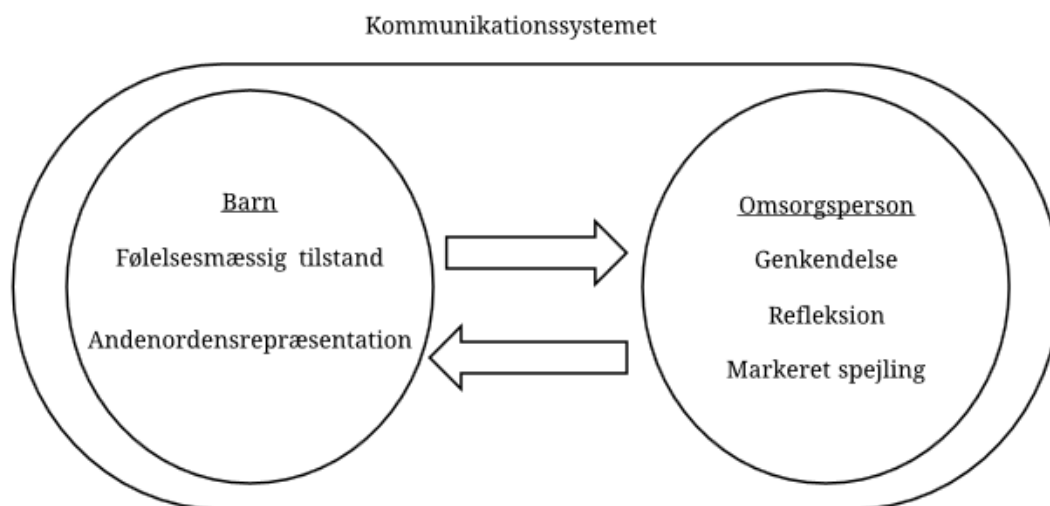 Kommunikationssystemet
Barn
Følelsesmæssig tilstand
Andenordensrepræsentation
Omsorgsperson
Genkendelse
Refleksion
Markeret spejling